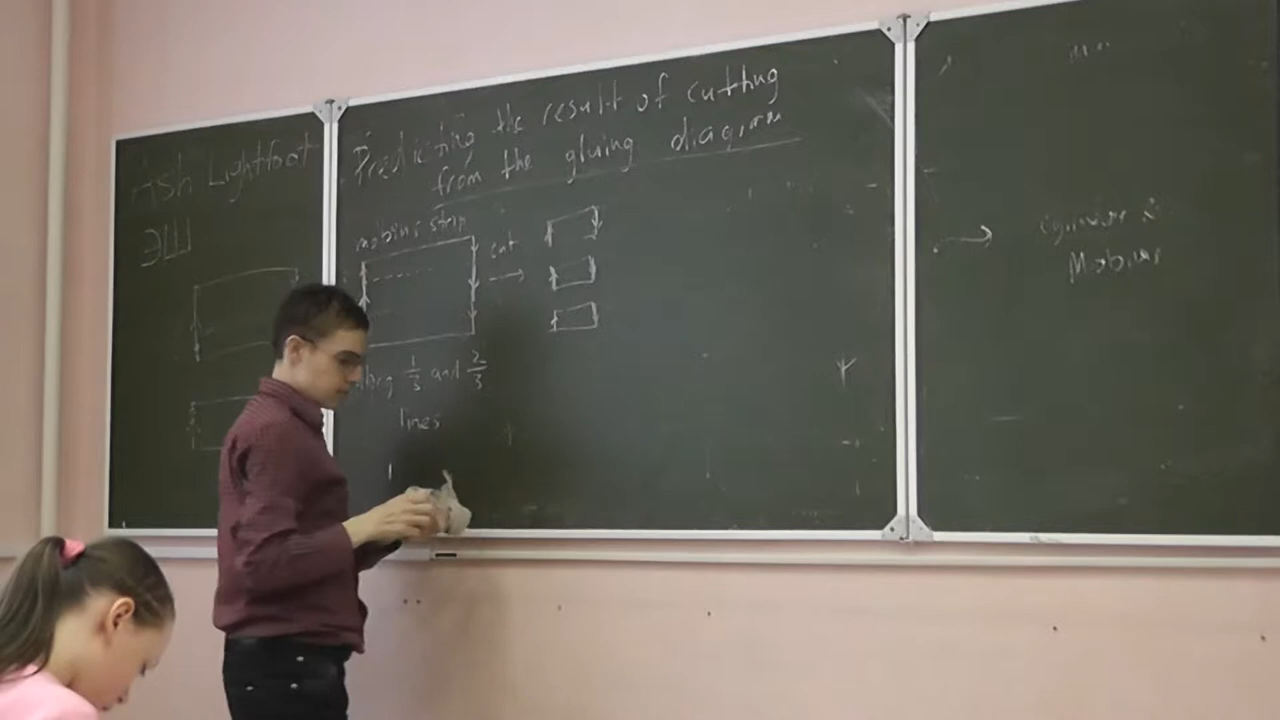 Ash Lightfoot
ЭШ
Predicting the result of cutting
from the gluing diagram
mobius strip
cut
along 1/3 and 2/3
lines
Mobius